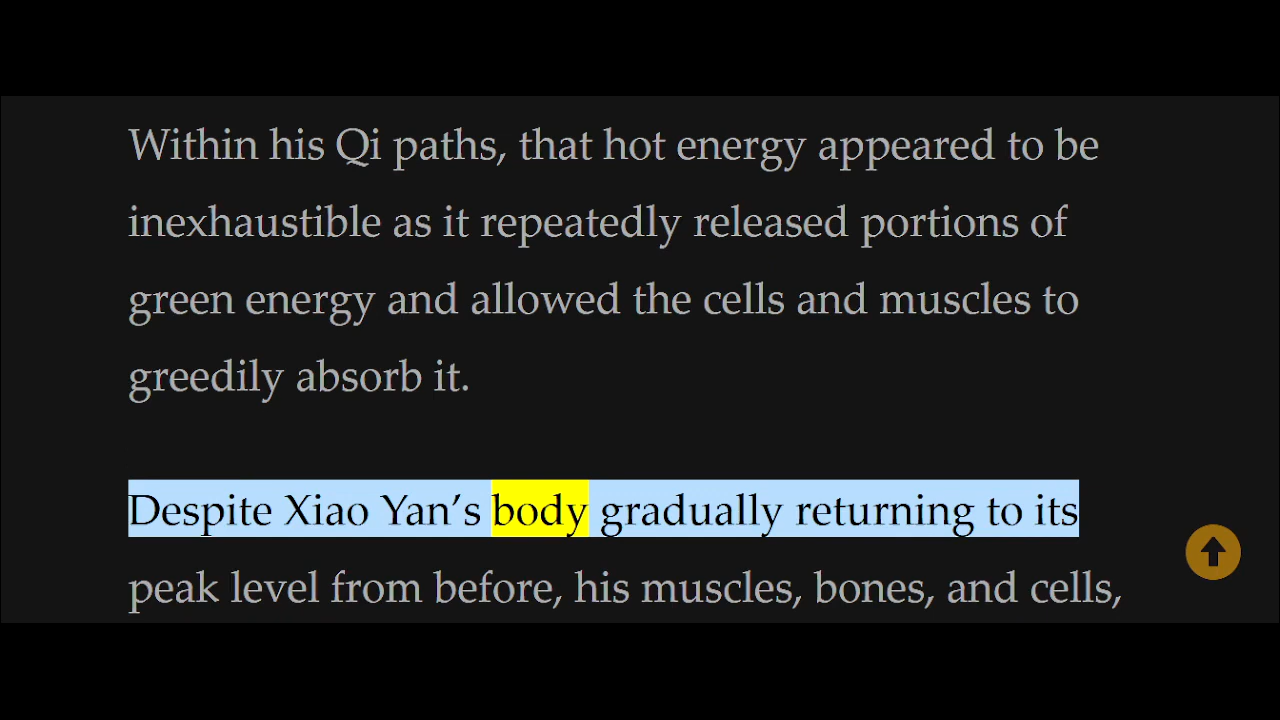 Within his Qi paths, that hot energy appeared to be
inexhaustible as it repeatedly released portions of
green energy and allowed the cells and muscles to
greedily absorb it.
Despite Xiao Yan’s body gradually returning to its
peak level from before, his muscles, bones, and cells,